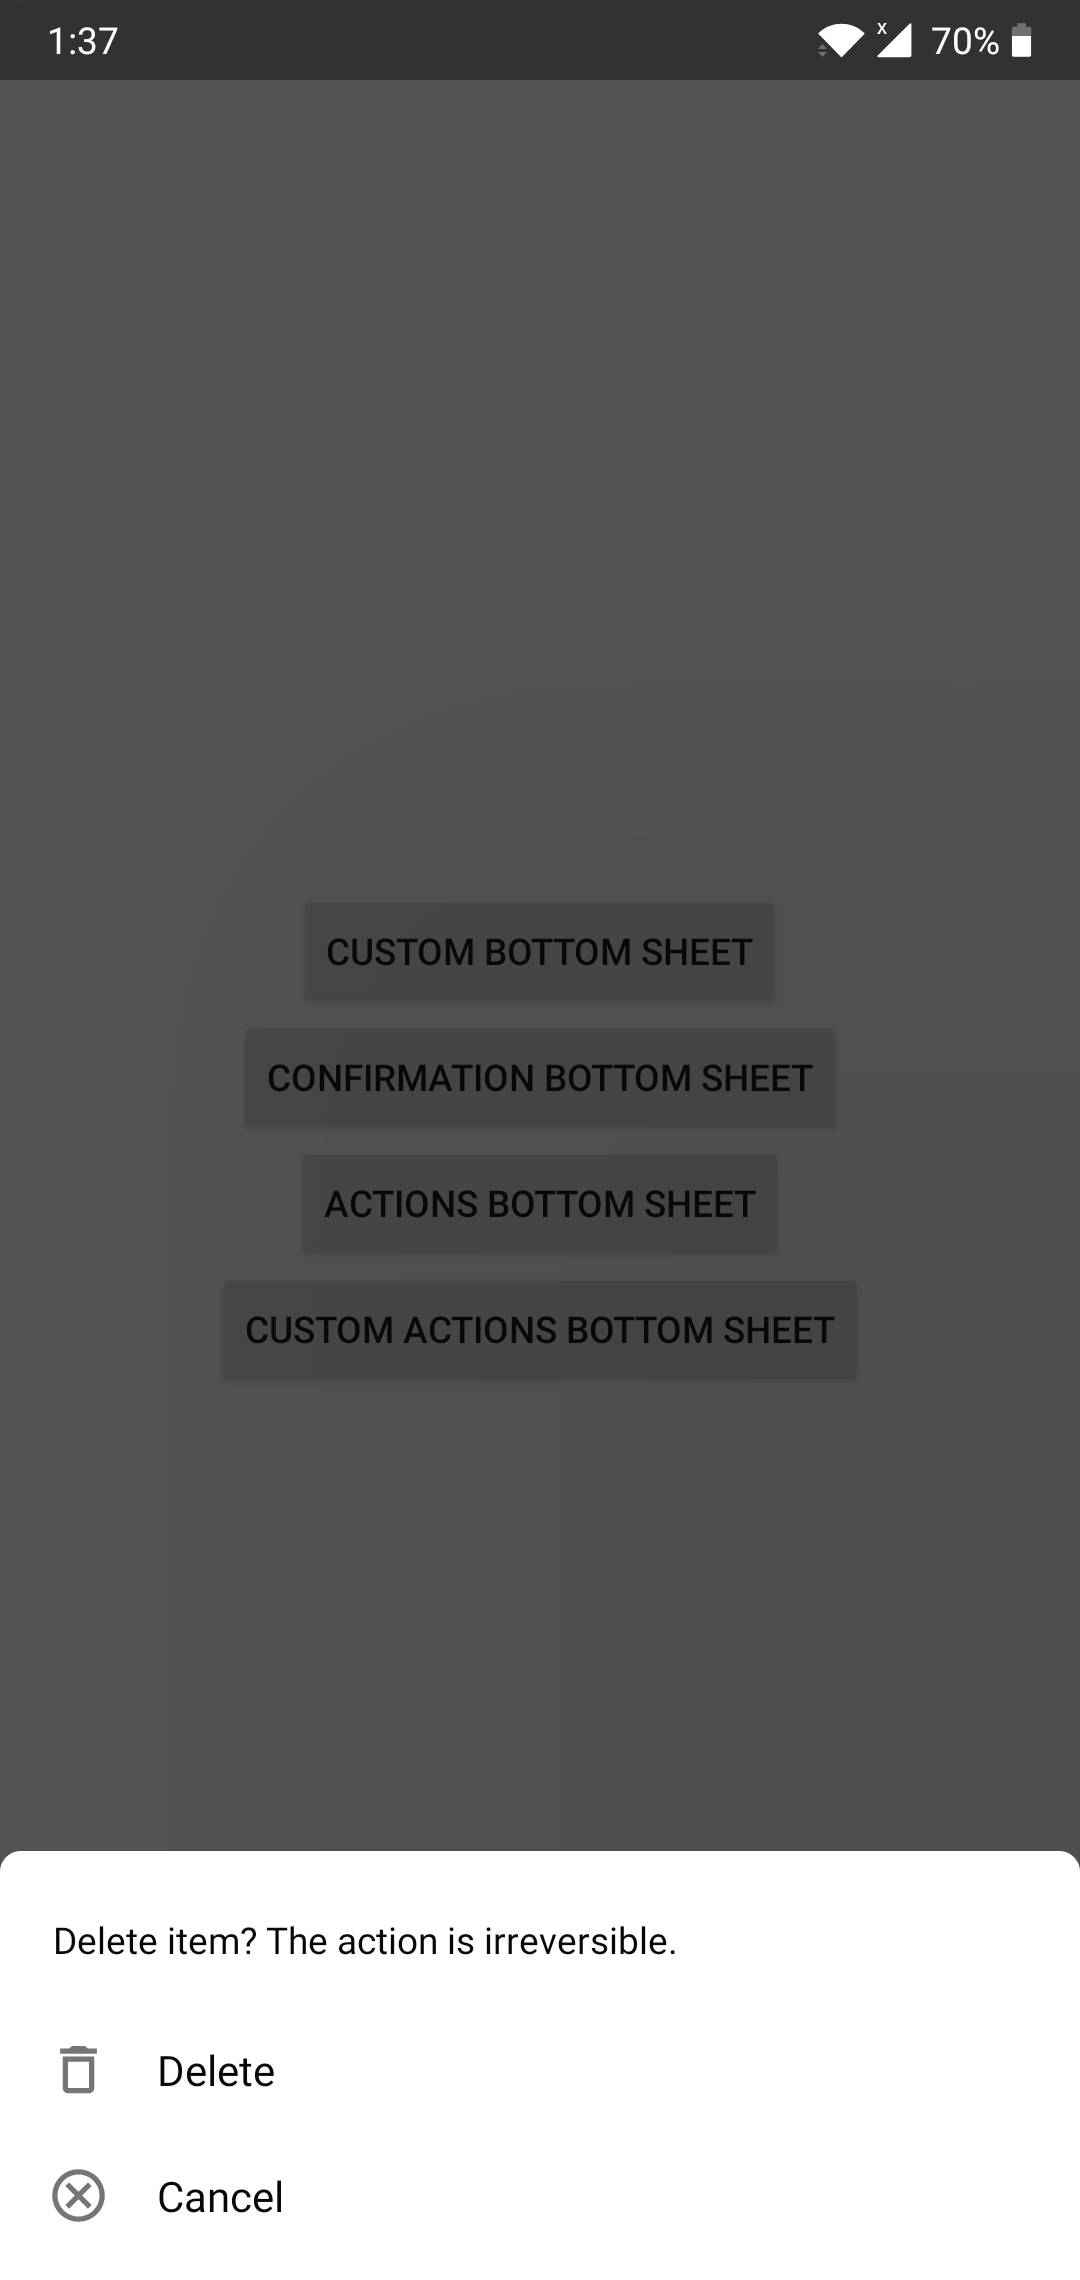 1:37
x
70%
CUSTOM BOTTOM SHEET
CONFIRMATION BOTTOM SHEET
ACTIONS BOTTOM SHEET
CUSTOM ACTIONS BOTTOM SHEET
Delete item? The action is irreversible.
Delete
Cancel